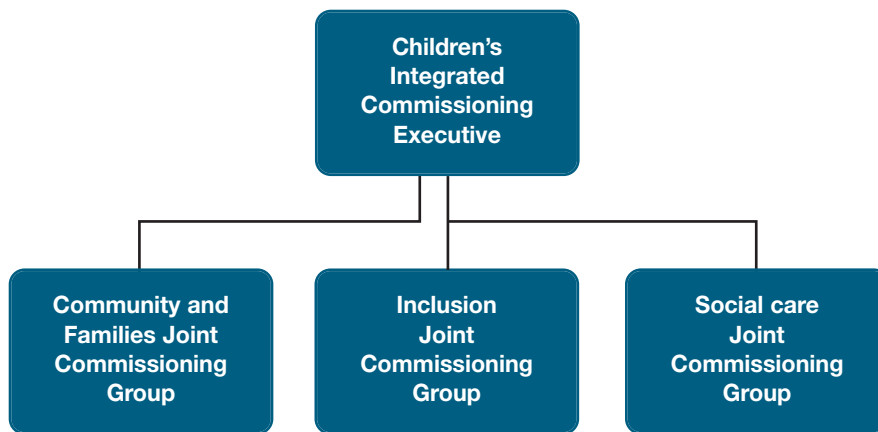 Children’s
Integrated
Commissioning
Executive
Community and
Families Joint
Commissioning
Group
Inclusion
Joint
Commissioning
Group
Social care
Joint
Commissioning
Group